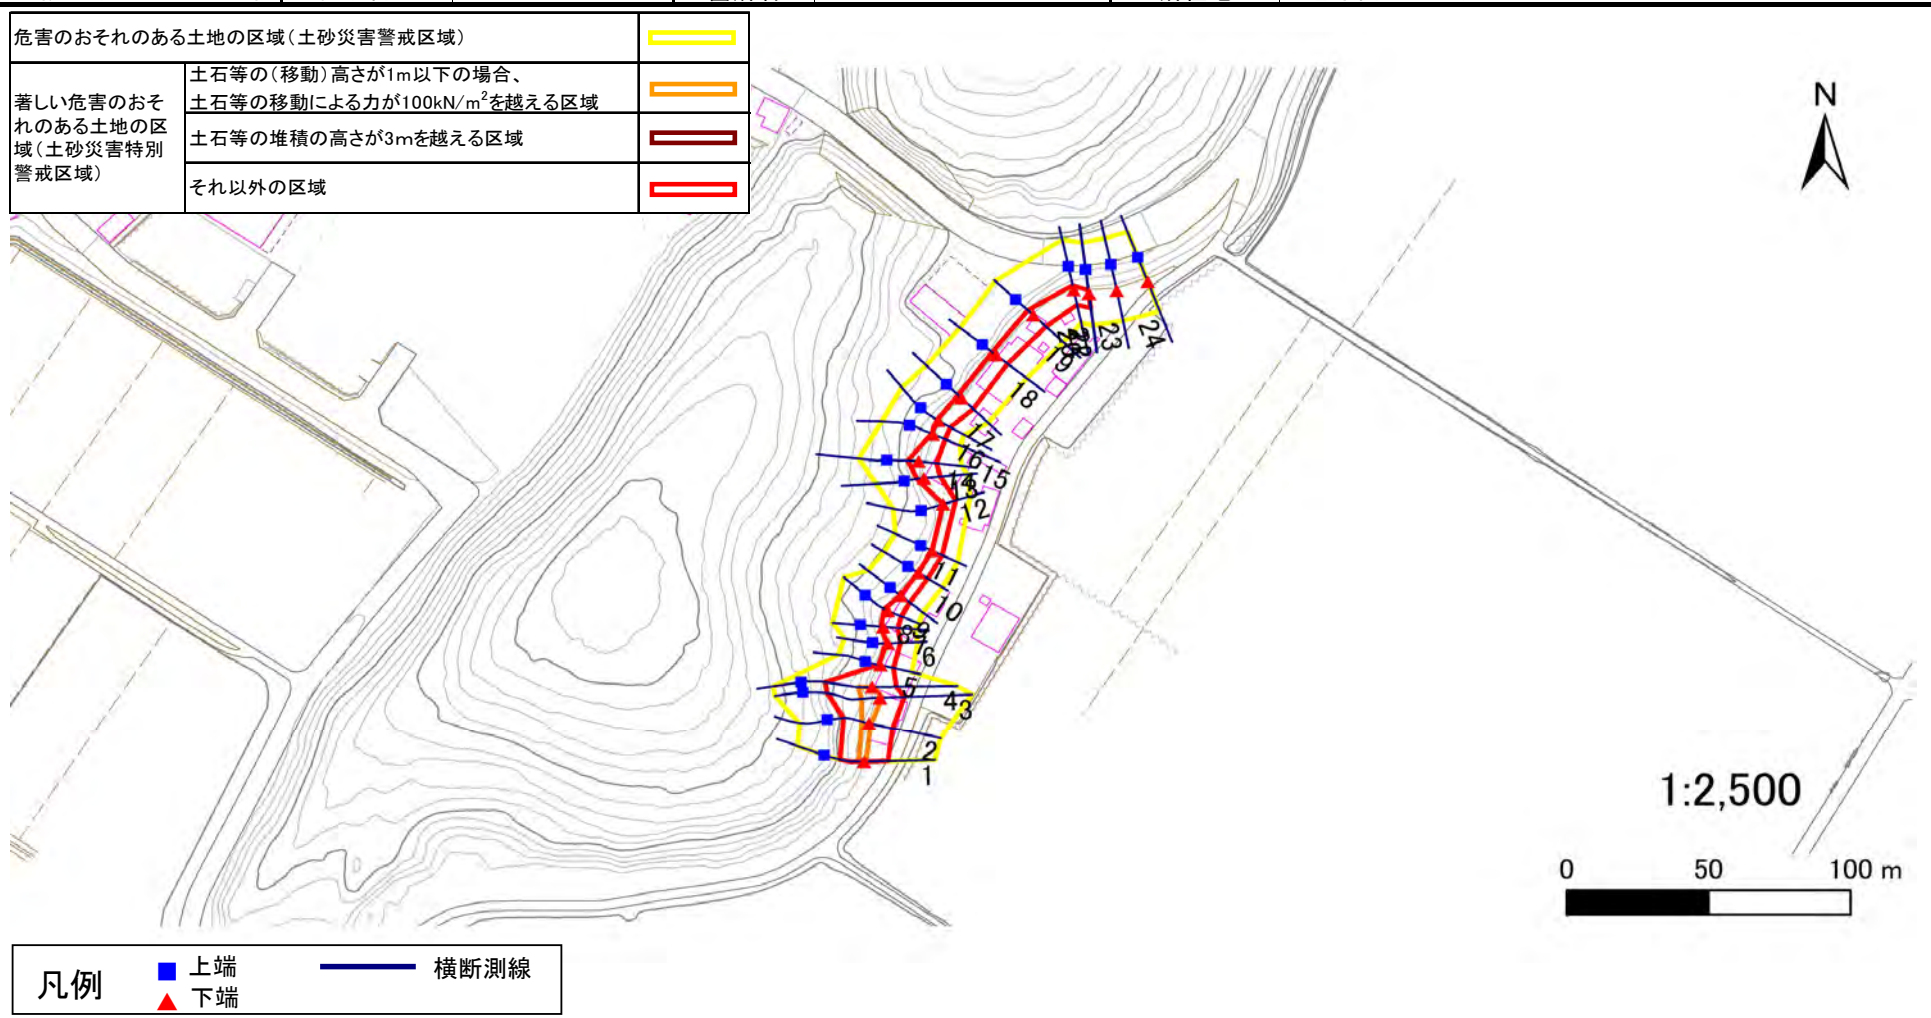 危害のおそれのある土地の区域(土砂災害警戒区域)
著しい危害のおそ
れのある土地の区
域(土砂災害特別
警戒区域)
土石等の(移動)高さが1m以下の場合、
土石等の移動による力が100kN/m²を越える区域
土石等の堆積の高さが3mを越える区域
それ以外の区域
N
24
23
19
18
17
16
15
14
13
12
11
10
9
8
7
6
5
4
3
2
1
1:2,500
0 50 100 m
凡例
上端
下端
横断測線